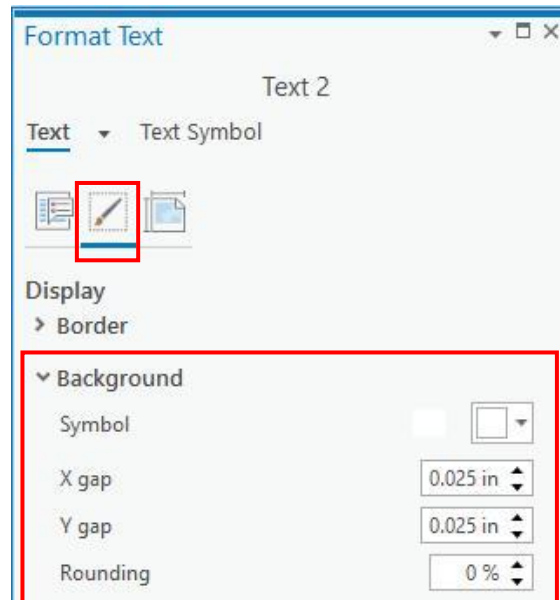 Format Text
Text 2
Text Text Symbol
Display
Border
Background
Symbol
X gap 0.025 in
Y gap 0.025 in
Rounding 0 %